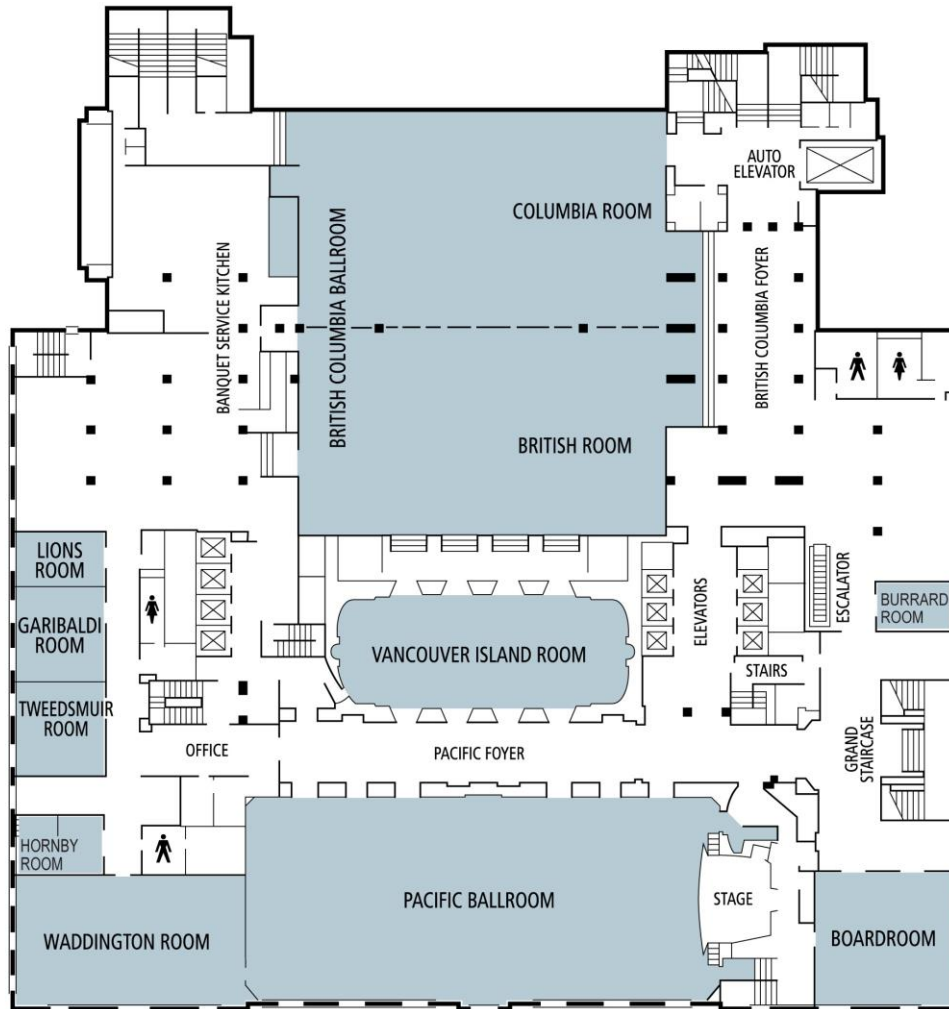 AUTO
ELEVATOR
COLUMBIA ROOM
BANQUET SERVICE KITCHEN
BRITISH COLUMBIA BALLROOM
BRITISH COLUMBIA FOYER
BRITISH ROOM
LIONS
ROOM
GARIBALDI
ROOM
TWEEDSMUIR
ROOM
VANCOUVER ISLAND ROOM
ELEVATORS
ESCALATOR
BURRARD
ROOM
STAIRS
OFFICE
PACIFIC FOYER
GRAND
STAIRCASE
HORNBY
ROOM
WADDINGTON ROOM
PACIFIC BALLROOM
STAGE
BOARDROOM